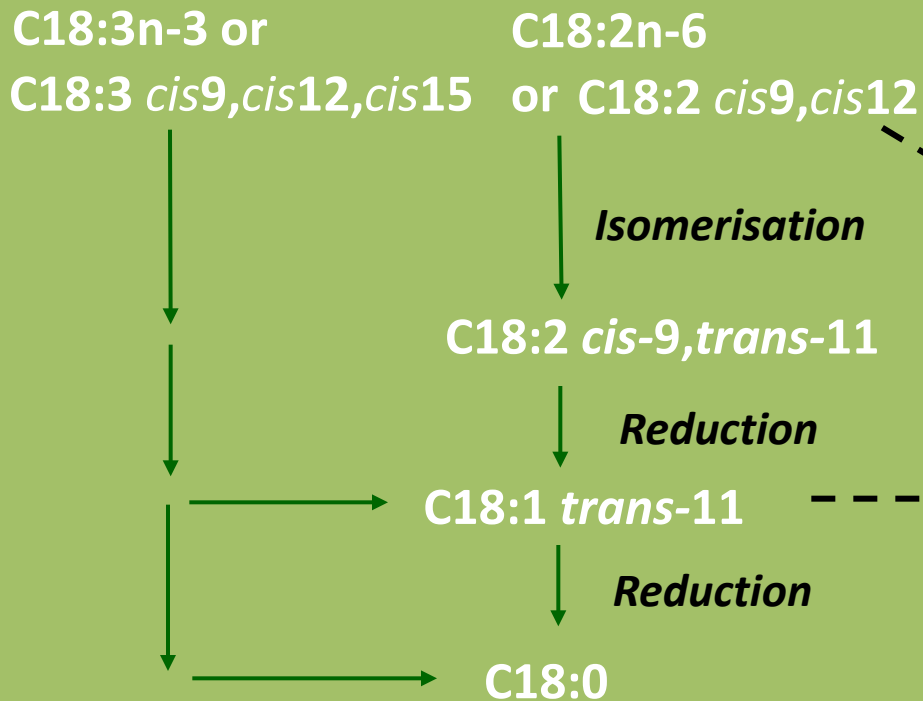 C18:3n-3 or
C18:3 cis9,cis12,cis15
C18:2n-6
or C18:2 cis9,cis12
Isomerisation
C18:2 cis-9,trans-11
Reduction
C18:1 trans-11
Reduction
C18:0